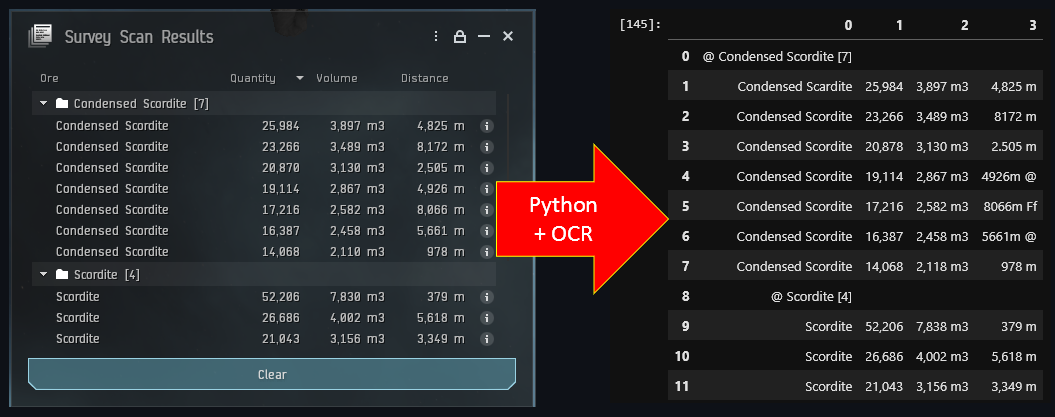 Survey Scan Results
Ore Quantity Volume Distance
Condensed Scordite [7]
Condensed Scordite 25,984 3,897 m3 4,825 m
Condensed Scordite 23,266 3,489 m3 8,172 m
Condensed Scordite 20,870 3,130 m3 2,505 m
Condensed Scordite 19,114 2,867 m3 4,926 m
Condensed Scordite 17,216 2,582 m3 8,066 m
Condensed Scordite 16,387 2,458 m3 5,661 m
Condensed Scordite 14,068 2,110 m3 978 m
Scordite [4]
Scordite 52,206 7,830 m3 379 m
Scordite 26,686 4,002 m3 5,618 m
Scordite 21,043 3,156 m3 3,349 m
Clear
Python
+ OCR
[145]: 0 1 2 3
0 @ Condensed Scordite [7]
1 Condensed Scardite 25,984 3,897 m3 4,825 m
2 Condensed Scordite 23,266 3,489 m3 8172 m
3 Condensed Scordite 20,878 3,130 m3 2.505 m
4 Condensed Scordite 19,114 2,867 m3 4926m @
5 Condensed Scordite 17,216 2,582 m3 8066m Ff
6 Condensed Scordite 16,387 2,458 m3 5661m @
7 Condensed Scordite 14,068 2,118 m3 978 m
8 @ Scordite [4]
9 Scordite 52,206 7,838 m3 379 m
10 Scordite 26,686 4,002 m3 5,618 m
11 Scordite 21,043 3,156 m3 3,349 m